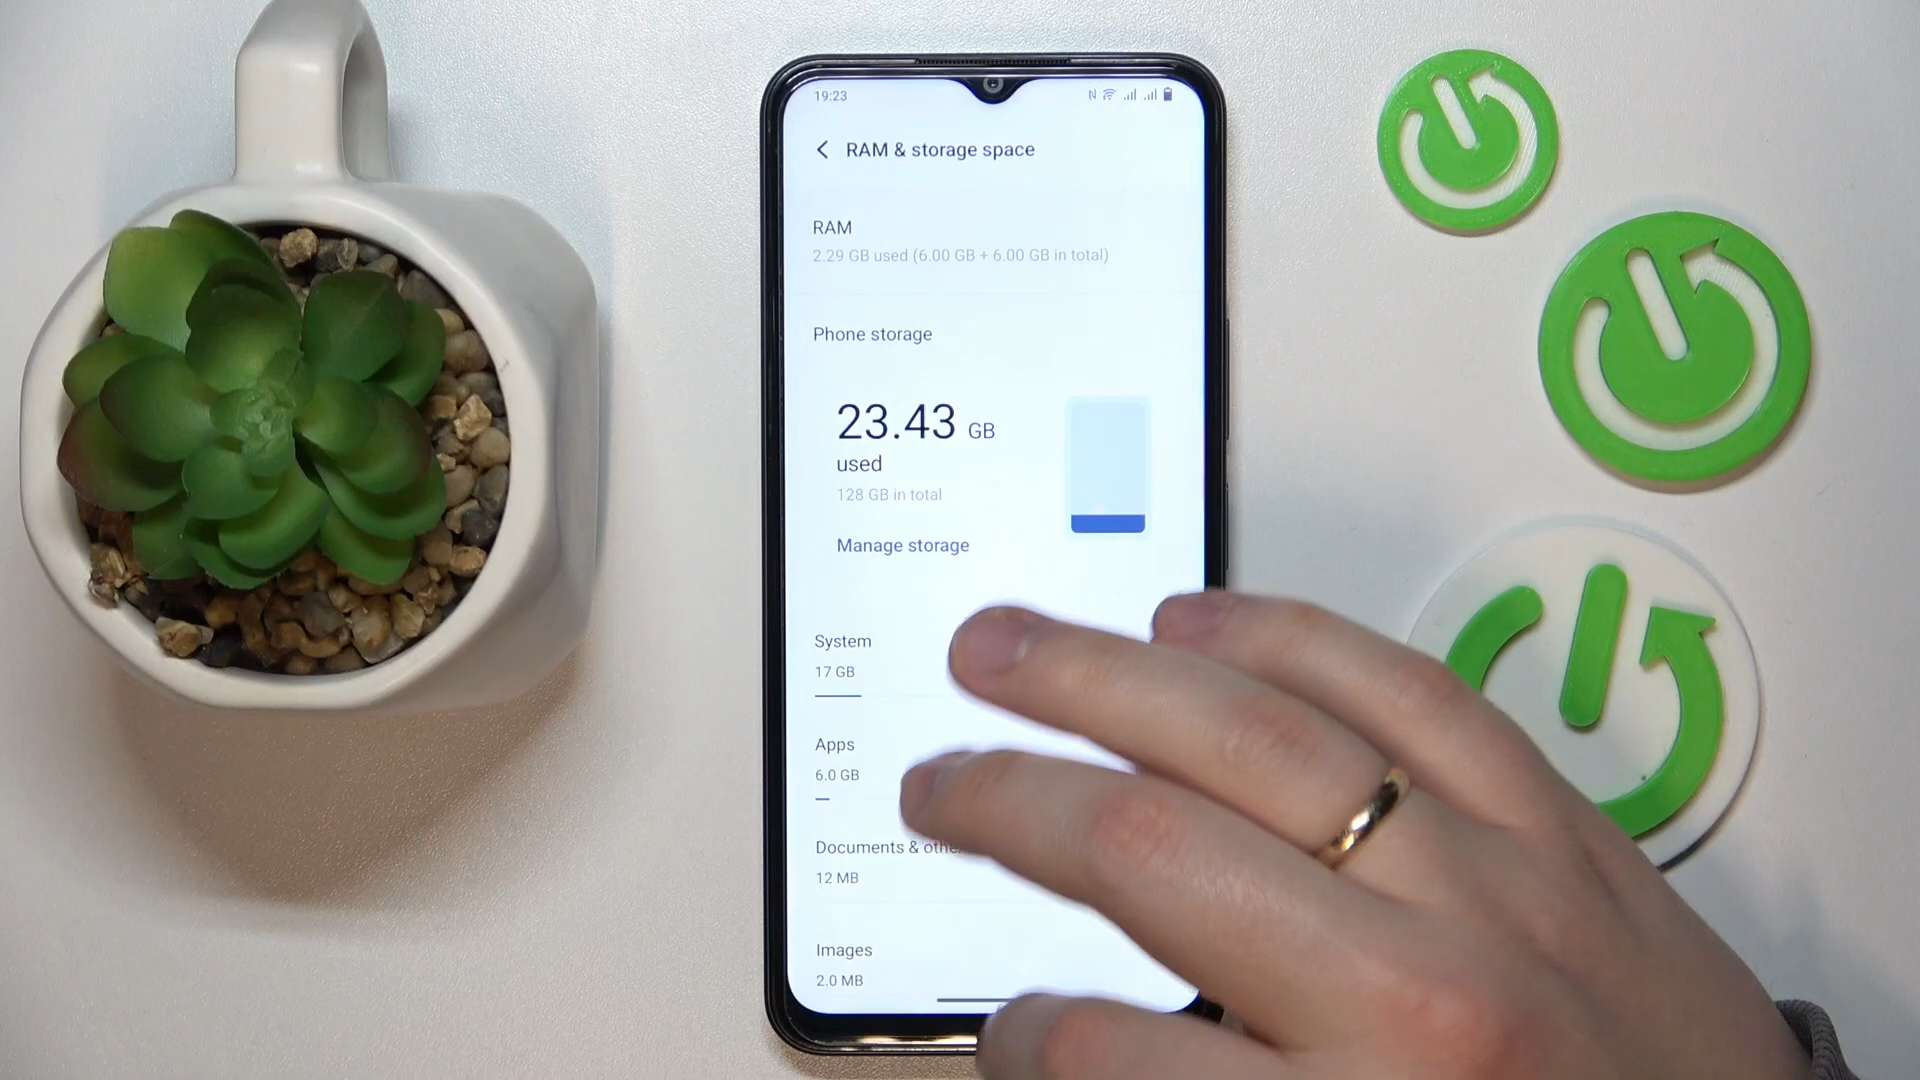 19:23
RAM & storage space
RAM
2.29 GB used (6.00 GB + 6.00 GB in total)
Phone storage
23.43 GB
used
128 GB in total
Manage storage
System
17 GB
Apps
6.0 GB
Documents &
12 MB
Images
2.0 MB